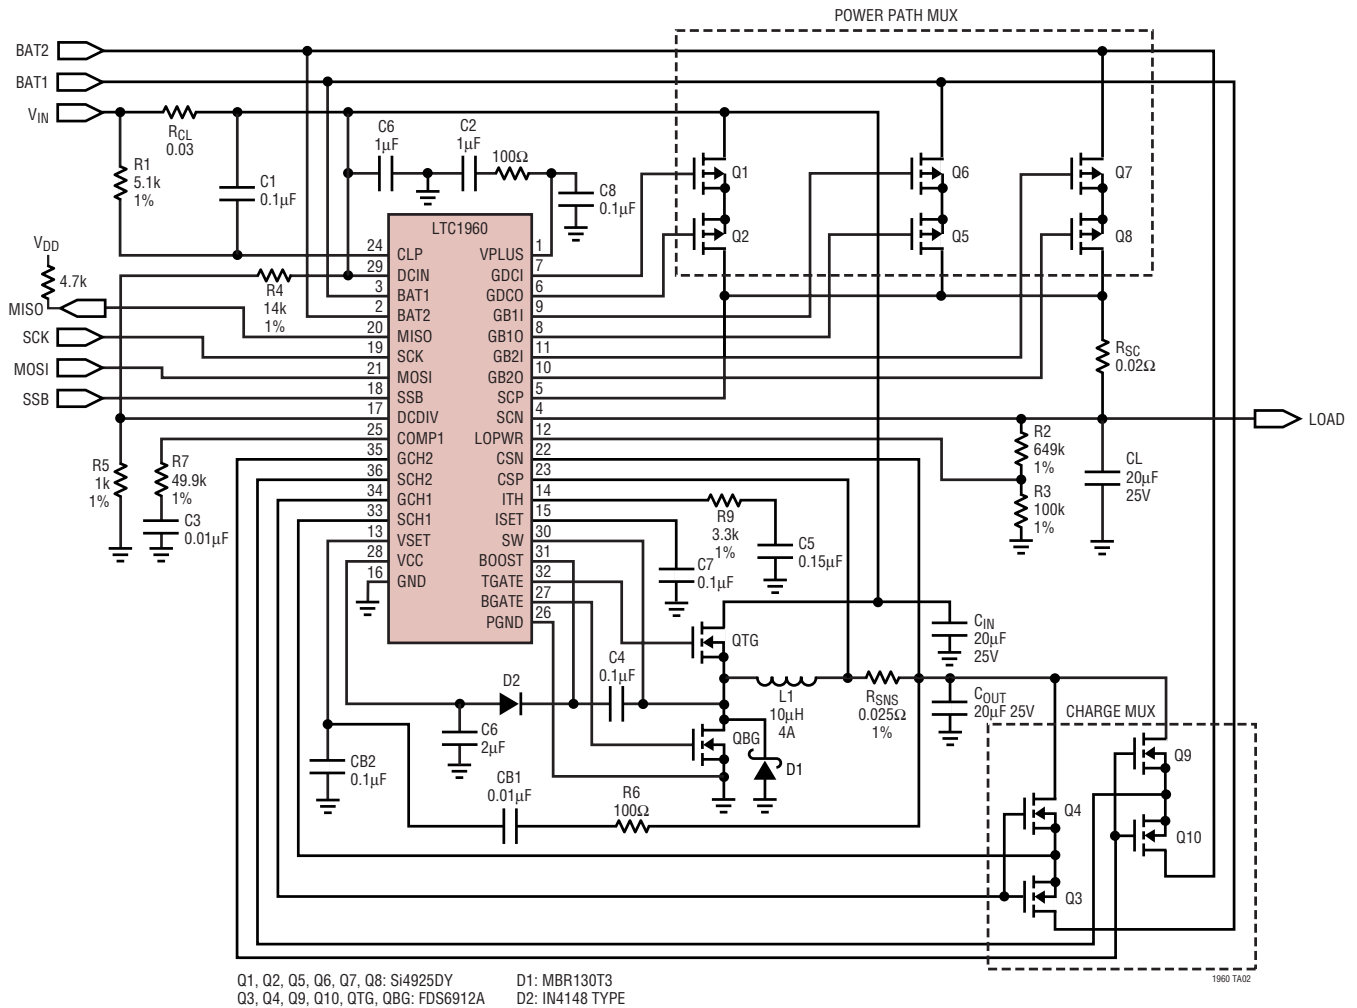 POWER PATH MUX
BAT2
BAT1
VIN
RCL
0.03
R1
5.1k
1%
C1
0.1µF
C6
1µF
C2
1µF
100Ω
C8
0.1µF
Q1
Q2
Q6
Q5
Q7
Q8
VDD
4.7k
MISO
SCK
MOSI
SSB
R4
14k
1%
LTC1960
24 CLP
29 DCIN
3 BAT1
2 BAT2
20 MISO
19 SCK
21 MOSI
18 SSB
17 DCDIV
25 COMP1
35 GCH2
36 SCH2
34 GCH1
33 SCH1
13 VSET
28 VCC
16 GND
VPLUS 1
GDCI 7
GDCO 6
GB1I 9
GB1O 8
GB2I 11
GB2O 10
SCP 5
SCN 4
LOPWR 12
CSN 22
CSP 23
ITH 14
ISET 15
SW 30
BOOST 31
TGATE 32
BGATE 27
PGND 26
RSC
0.02Ω
LOAD
R2
649k
1%
R3
100k
1%
CL
20µF
25V
R5
1k
1%
R7
49.9k
1%
C3
0.01µF
R9
3.3k
1%
C5
0.15µF
C7
0.1µF
QTG
CIN
20µF
25V
C4
0.1µF
D2
L1
10µH
4A
RSNS
0.025Ω
1%
COUT
20µF 25V
CHARGE MUX
C6
2µF
QBG
D1
CB2
0.1µF
CB1
0.01µF
R6
100Ω
Q9
Q4
Q10
Q3
1960 TA02
Q1, Q2, Q5, Q6, Q7, Q8: Si4925DY
Q3, Q4, Q9, Q10, QTG, QBG: FDS6912A
D1: MBR130T3
D2: IN4148 TYPE